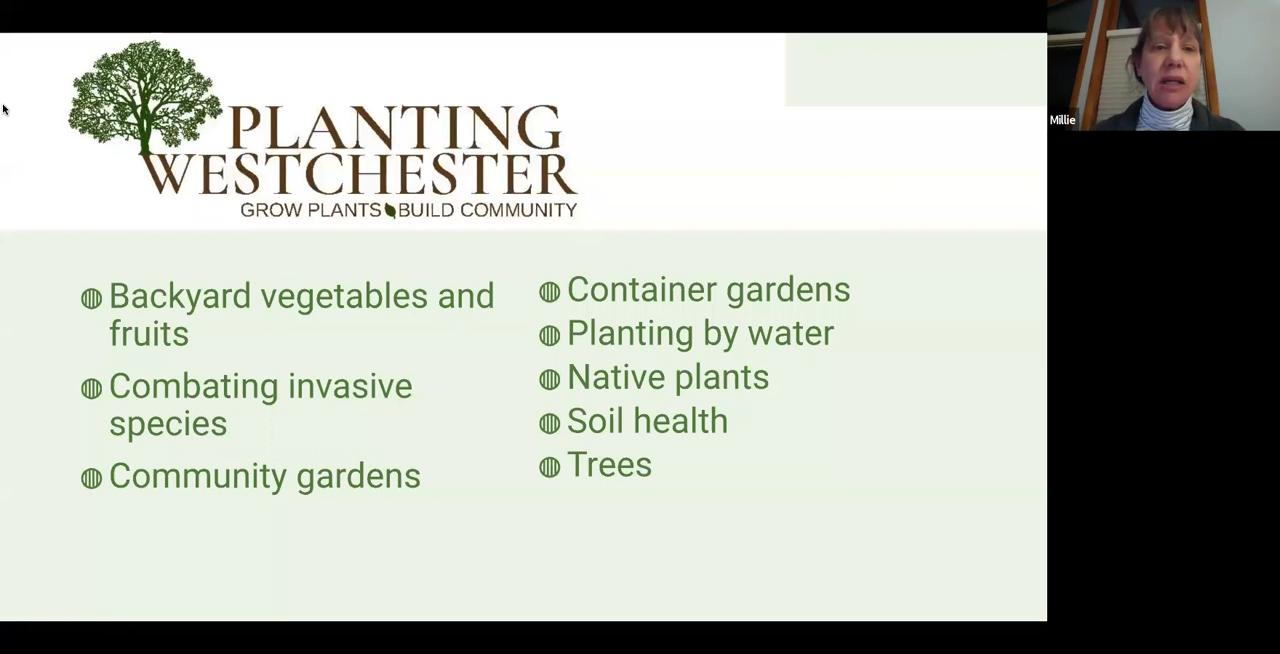 PLANTING
WESTCHESTER
GROW PLANTS BUILD COMMUNITY
Backyard vegetables and
fruits
Combating invasive
species
Community gardens
Container gardens
Planting by water
Native plants
Soil health
Trees
Millie